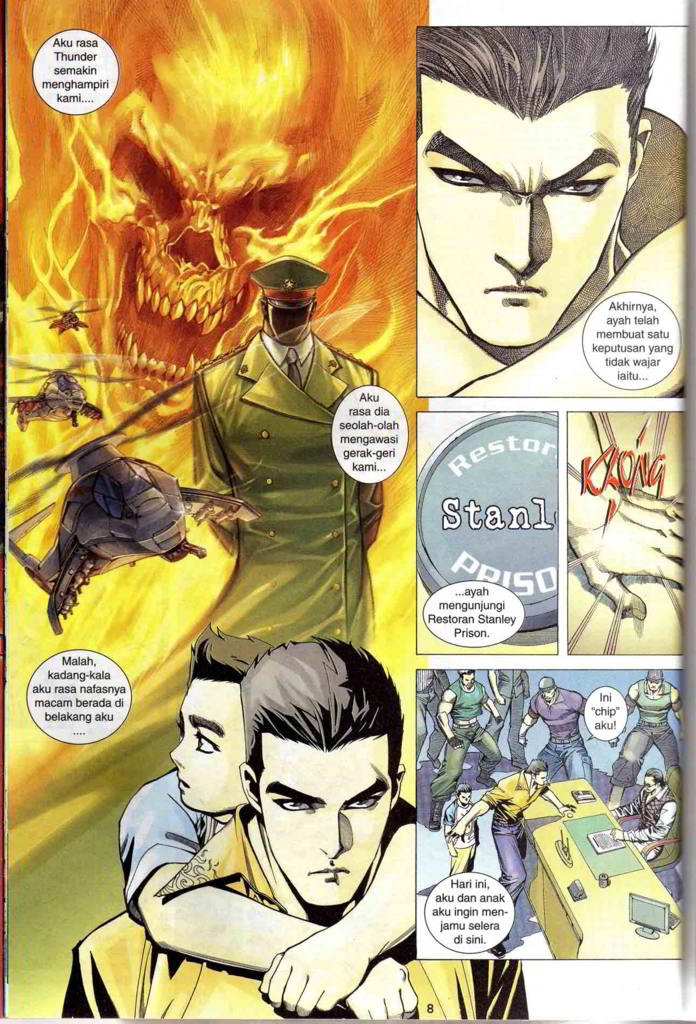 Aku rasa
Thunder
semakin
menghampiri
kami....
Aku
rasa dia
seolah-olah
mengawasi
gerak-geri
kami...
Malah,
kadang-kala
aku rasa nafasnya
macam berada di
belakang aku
....
Akhirnya,
ayah telah
membuat satu
keputusan yang
tidak wajar
iaitu...
Restor
Stanl
PRISO
...ayah
mengunjungi
Restoran Stanley
Prison.
Ini
"chip"
aku!
Hari ini,
aku dan anak
aku ingin men-
jamu selera
di sini.
8